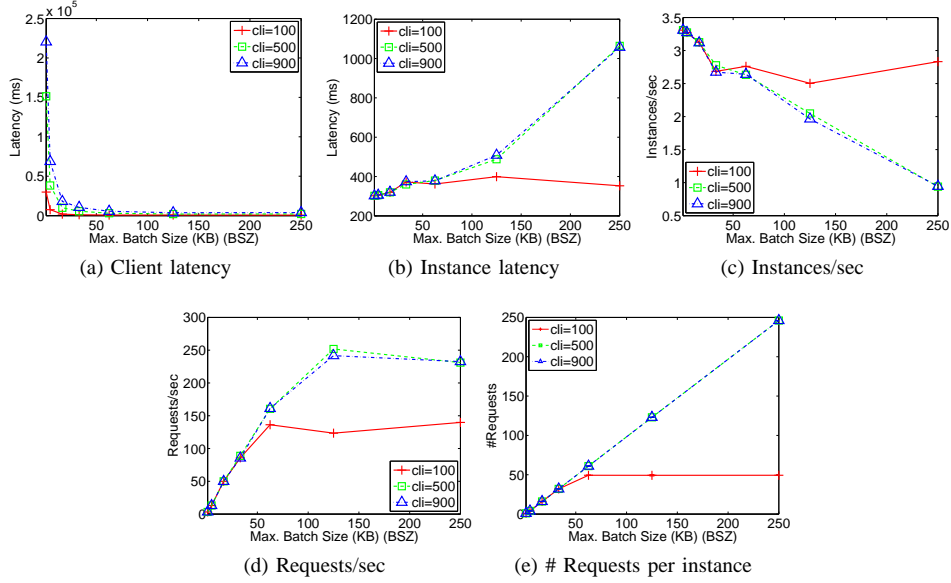 x 10^5
2.5
2
1.5
1
0.5
0
0 50 100 150 200 250
Latency (ms)
Max. Batch Size (KB) (BSZ)
cli=100
cli=500
cli=900
(a) Client latency
1200
1000
800
600
400
200
0 50 100 150 200 250
Latency (ms)
Max. Batch Size (KB) (BSZ)
cli=100
cli=500
cli=900
(b) Instance latency
3.5
3
2.5
2
1.5
1
0.5
0 50 100 150 200 250
Instances/sec
Max. Batch Size (KB) (BSZ)
cli=100
cli=500
cli=900
(c) Instances/sec
300
250
200
150
100
50
0
50 100 150 200 250
Requests/sec
Max. Batch Size (KB) (BSZ)
cli=100
cli=500
cli=900
(d) Requests/sec
250
200
150
100
50
0
50 100 150 200 250
#Requests
Max. Batch Size (KB) (BSZ)
cli=100
cli=500
cli=900
(e) # Requests per instance